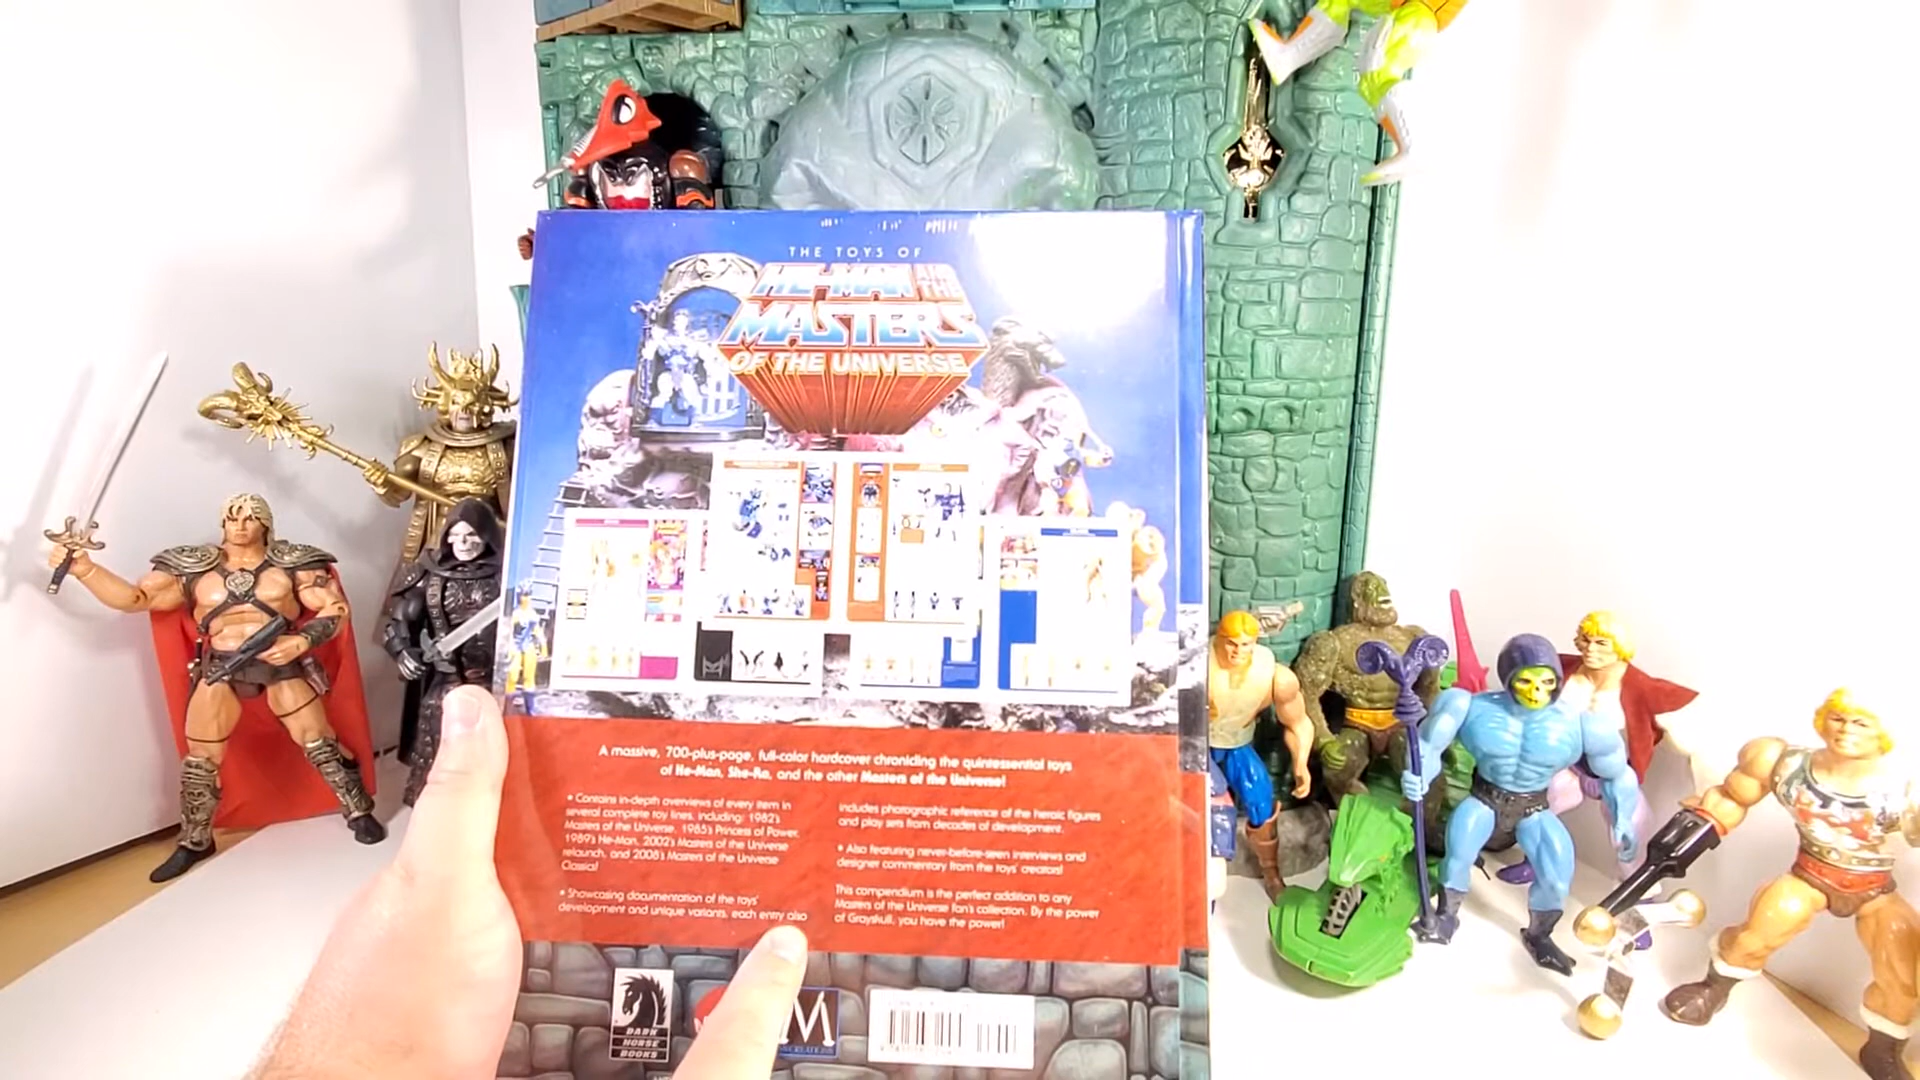 THE TOYS OF
HE-MAN AND THE
MASTERS
OF THE UNIVERSE
A massive, 700-plus-page, full-color hardcover chronicling the quintessential toys
of He-Man, She-Ra, and the other Masters of the Universe!
• Contains in-depth overviews of every item in
several complete toy lines, including: 1982's
Masters of the Universe, 1985's Princess of Power,
1989's He-Man, 2002's Masters of the Universe
relaunch, and 2008's Masters of the Universe
Classics!
• Showcasing documentation of the toys'
development and unique variants, each entry also
includes photographic reference of the heroic figures
and play sets from decades of development.
• Also featuring never-before-seen interviews and
designer commentary from the toys' creators!
This compendium is the perfect addition to any
Masters of the Universe fan's collection. By the power
of Grayskull, you have the power!
DARK
HORSE
BOOKS
M